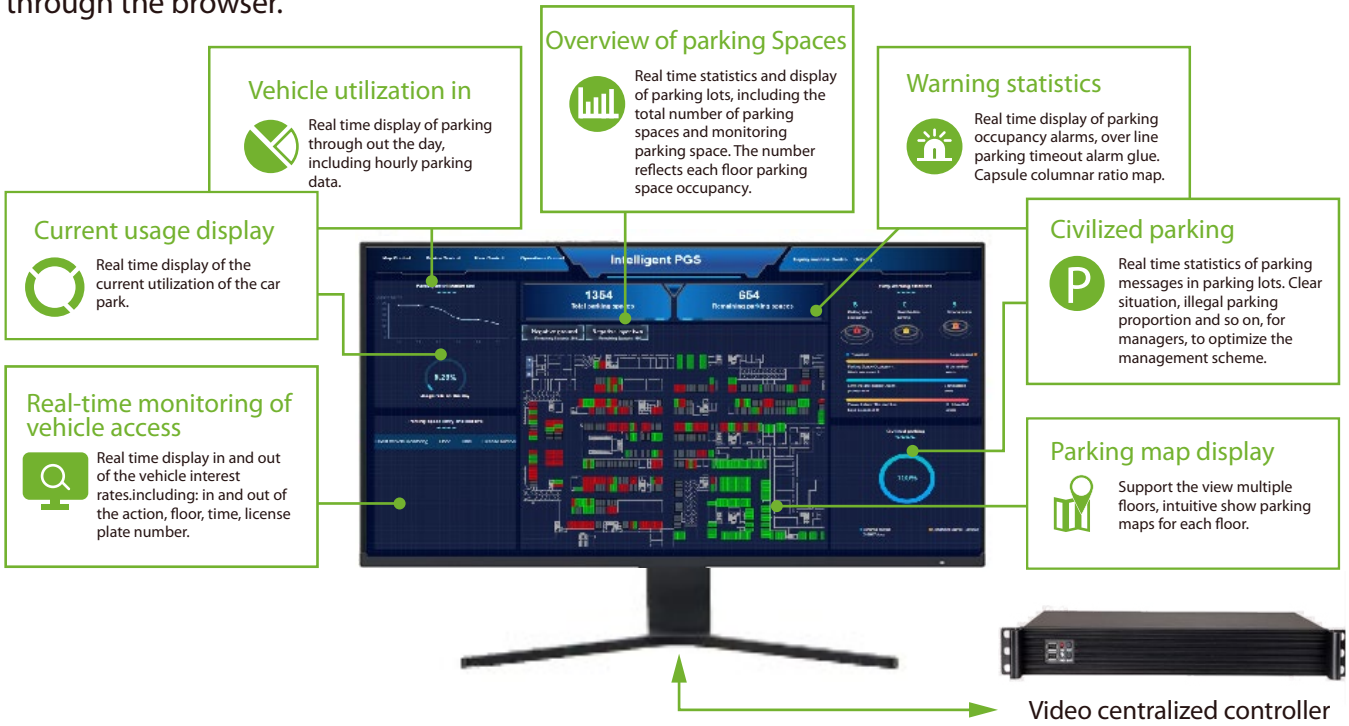 through the browser.
Overview of parking Spaces
Real time statistics and display
of parking lots, including the
total number of parking
spaces and monitoring
parking space. The number
reflects each floor parking
space occupancy.
Vehicle utilization in
Real time display of parking
through out the day,
including hourly parking
data.
Warning statistics
Real time display of parking
occupancy alarms, over line
parking timeout alarm glue.
Capsule columnar ratio map.
Current usage display
Real time display of the
current utilization of the car
park.
Civilized parking
Real time statistics of parking
messages in parking lots. Clear
situation, illegal parking
proportion and so on, for
managers, to optimize the
management scheme.
Real-time monitoring of
vehicle access
Real time display in and out
of the vehicle interest
rates.including: in and out of
the action, floor, time, license
plate number.
Parking map display
Support the view multiple
floors, intuitive show parking
maps for each floor.
Intelligent PGS
1354
Total parking spaces
654
Remaining parking spaces
100%
Video centralized controller